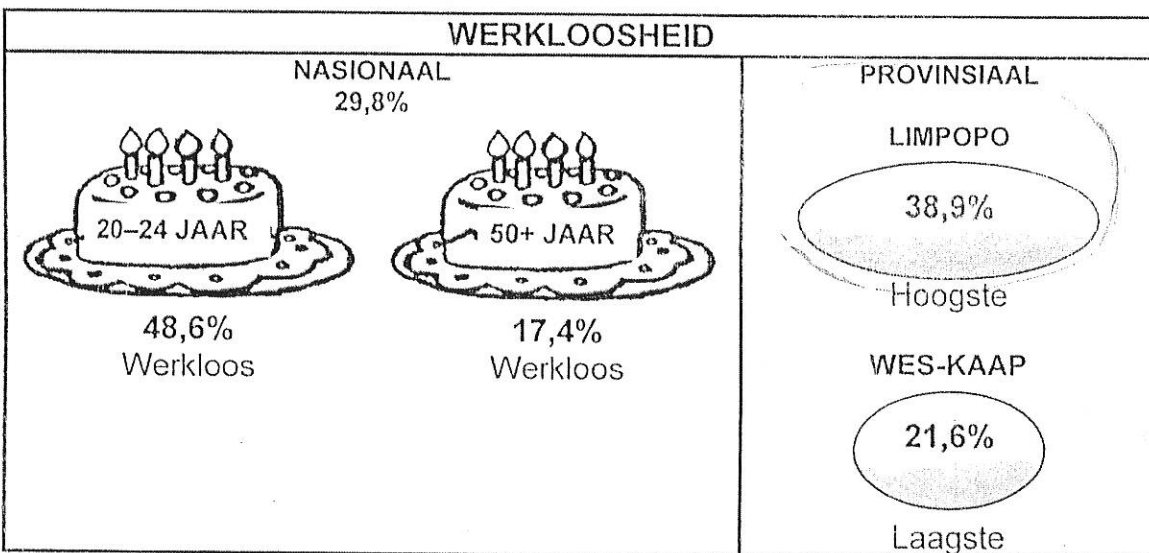 WERKLOOSHEID
NASIONAAL
29,8%
20–24 JAAR
48,6%
Werkloos
50+ JAAR
17,4%
Werkloos
PROVINSIAAL
LIMPOPO
38,9%
Hoogste
WES-KAAP
21,6%
Laagste